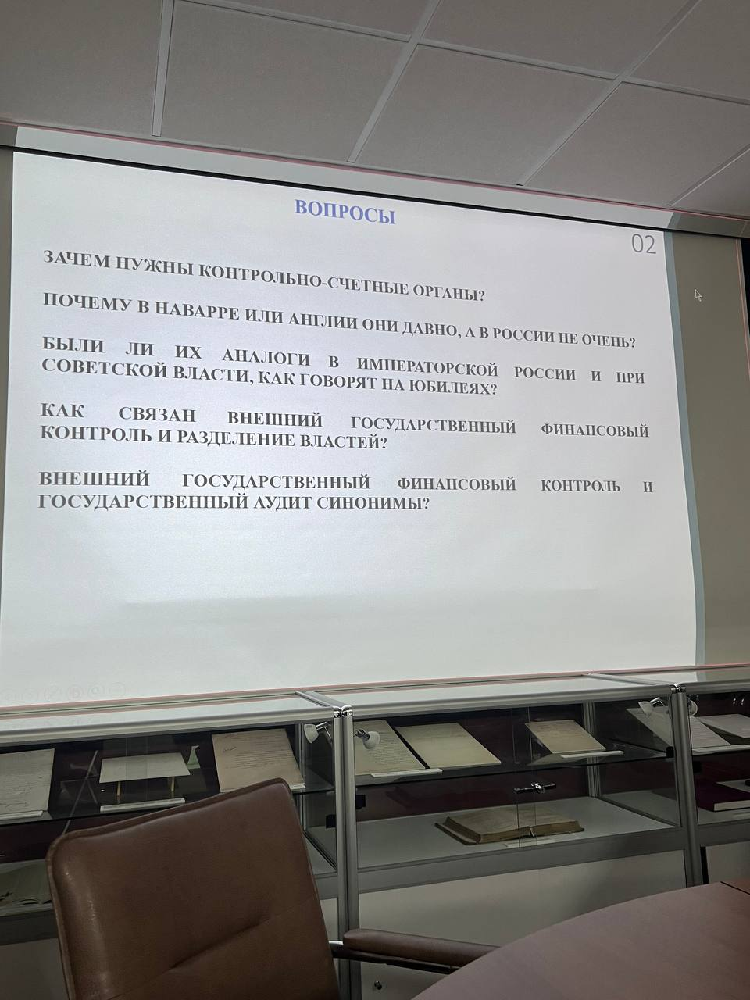 ВОПРОСЫ
02
ЗАЧЕМ НУЖНЫ КОНТРОЛЬНО-СЧЕТНЫЕ ОРГАНЫ?
ПОЧЕМУ В НАВАРРЕ ИЛИ АНГЛИИ ОНИ ДАВНО, А В РОССИИ НЕ ОЧЕНЬ?
БЫЛИ ЛИ ИХ АНАЛОГИ В ИМПЕРАТОРСКОЙ РОССИИ И ПРИ
СОВЕТСКОЙ ВЛАСТИ, КАК ГОВОРЯТ НА ЮБИЛЕЯХ?
КАК СВЯЗАН ВНЕШНИЙ ГОСУДАРСТВЕННЫЙ ФИНАНСОВЫЙ
КОНТРОЛЬ И РАЗДЕЛЕНИЕ ВЛАСТЕЙ?
ВНЕШНИЙ ГОСУДАРСТВЕННЫЙ ФИНАНСОВЫЙ КОНТРОЛЬ И
ГОСУДАРСТВЕННЫЙ АУДИТ СИНОНИМЫ?